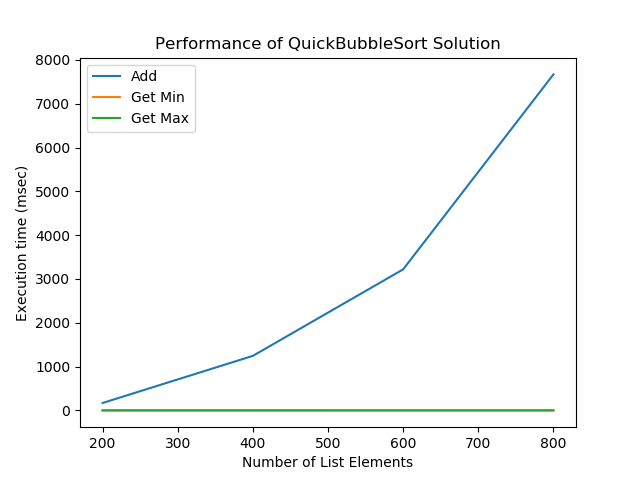 Performance of QuickBubbleSort Solution
Add
Get Min
Get Max
Execution time (msec)
8000
7000
6000
5000
4000
3000
2000
1000
0
200 300 400 500 600 700 800
Number of List Elements